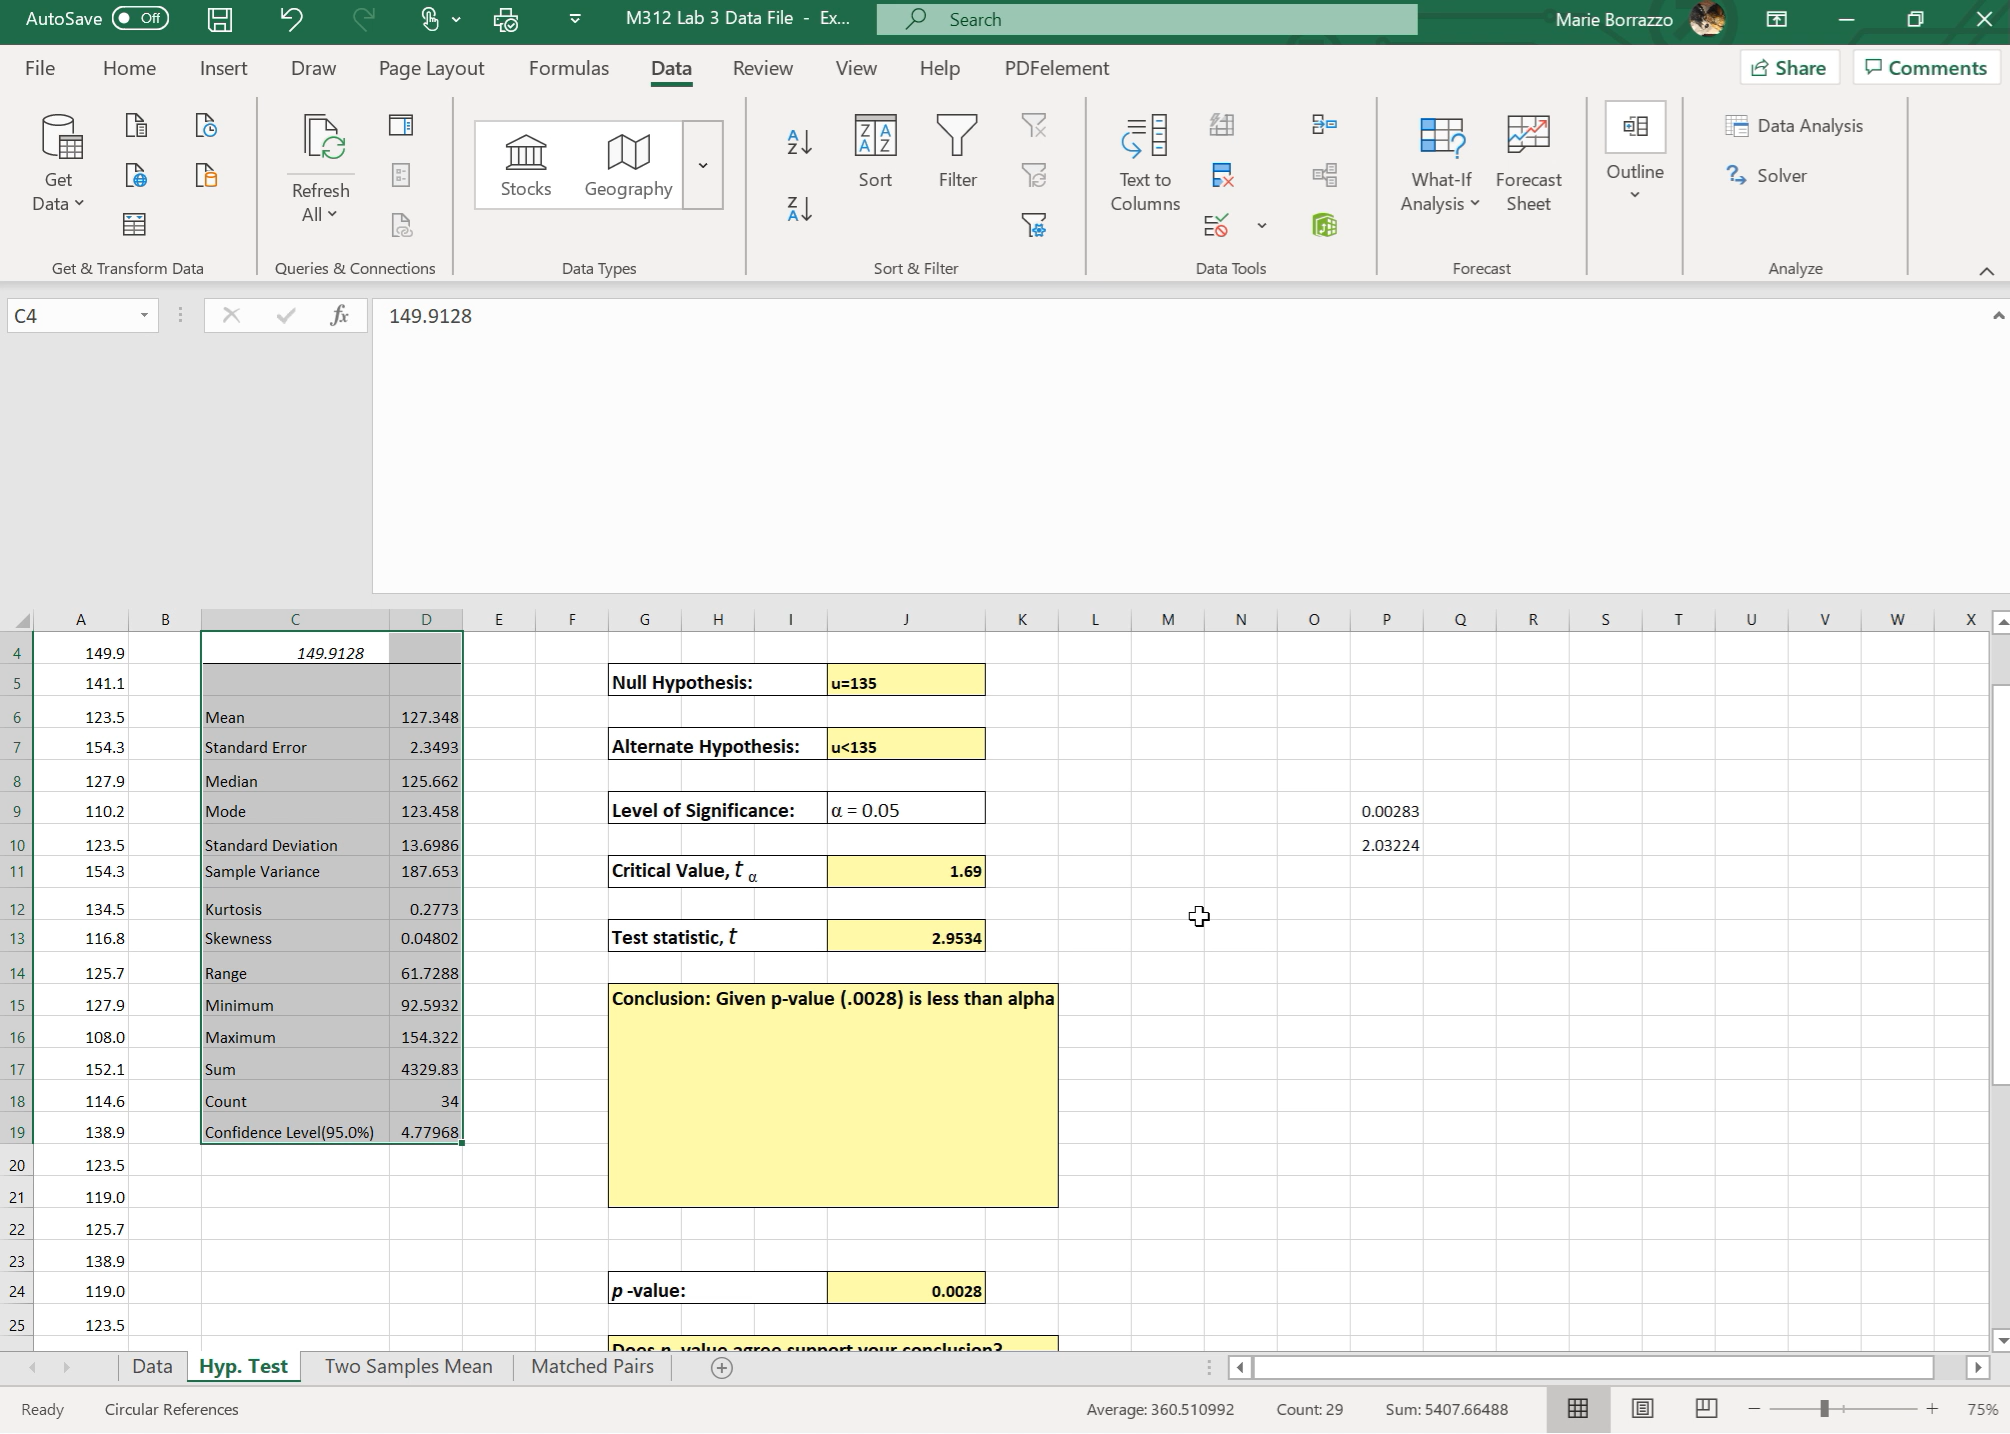 AutoSave Off M312 Lab 3 Data File - Ex... Search Marie Borrazzo
File Home Insert Draw Page Layout Formulas Data Review View Help PDFelement Share Comments
Get Data
Refresh All
Stocks Geography
A Z
Z A
Z A A Z
Sort
Filter
Text to Columns
What-If Analysis
Forecast Sheet
Outline
Data Analysis
Solver
Get & Transform Data Queries & Connections Data Types Sort & Filter Data Tools Forecast Analyze
C4 fx 149.9128
A B C D E F G H I J K L M N O P Q R S T U V W X
4 149.9 149.9128
5 141.1 Null Hypothesis: u=135
6 123.5 Mean 127.348
7 154.3 Standard Error 2.3493 Alternate Hypothesis: u<135
8 127.9 Median 125.662
9 110.2 Mode 123.458 Level of Significance: α = 0.05 0.00283
10 123.5 Standard Deviation 13.6986 2.03224
11 154.3 Sample Variance 187.653 Critical Value, t α 1.69
12 134.5 Kurtosis 0.2773
13 116.8 Skewness 0.04802 Test statistic, t 2.9534
14 125.7 Range 61.7288
15 127.9 Minimum 92.5932 Conclusion: Given p-value (.0028) is less than alpha
16 108.0 Maximum 154.322
17 152.1 Sum 4329.83
18 114.6 Count 34
19 138.9 Confidence Level(95.0%) 4.77968
20 123.5
21 119.0
22 125.7
23 138.9
24 119.0 p -value: 0.0028
25 123.5
Does p-value agree support your conclusion?
Data Hyp. Test Two Samples Mean Matched Pairs
Ready Circular References Average: 360.510992 Count: 29 Sum: 5407.66488 75%